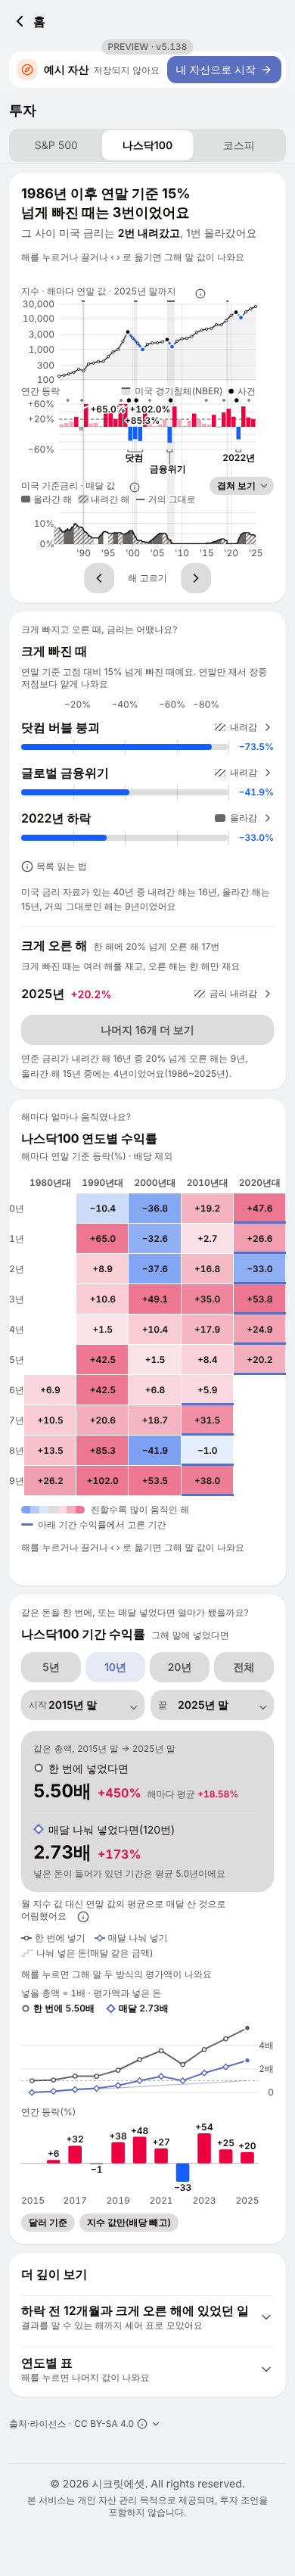 홈
PREVIEW · v5.138
예시 자산 저장되지 않아요 내 자산으로 시작
투자
S&P 500 나스닥100 코스피
1986년 이후 연말 기준 15%
넘게 빠진 때는 3번이었어요
그 사이 미국 금리는 2번 내려갔고, 1번 올라갔어요
해를 누르거나 끌거나 ‹ › 로 옮기면 그해 말 값이 나와요
지수 · 해마다 연말 값 · 2025년 말까지
30,000
10,000
3,000
1,000
300
100
연간 등락 미국 경기침체(NBER) 사건
+60%
+20%
−60%
+65.0% +102.0%
+85.3%
닷컴 2022년
금융위기
미국 기준금리 · 매달 값 겹쳐 보기
올라간 해 내려간 해 거의 그대로
10%
0%
'90 '95 '00 '05 '10 '15 '20 '25
해 고르기
크게 빠지고 오른 때, 금리는 어땠나요?
크게 빠진 때
연말 기준 고점 대비 15% 넘게 빠진 때예요. 연말만 재서 장중
저점보다 얕게 나와요
−20% −40% −60% −80%
닷컴 버블 붕괴 내려감
−73.5%
글로벌 금융위기 내려감
−41.9%
2022년 하락 올라감
−33.0%
목록 읽는 법
미국 금리 자료가 있는 40년 중 내려간 해는 16년, 올라간 해는
15년, 거의 그대로인 해는 9년이었어요
크게 오른 해 한 해에 20% 넘게 오른 해 17번
크게 빠진 때는 여러 해를 재고, 오른 해는 한 해만 재요
2025년 +20.2% 금리 내려감
나머지 16개 더 보기
연준 금리가 내려간 해 16년 중 20% 넘게 오른 해는 9년,
올라간 해 15년 중에는 4년이었어요(1986~2025년).
해마다 얼마나 움직였나요?
나스닥100 연도별 수익률
해마다 연말 기준 등락(%) · 배당 제외
1980년대 1990년대 2000년대 2010년대 2020년대
0년 −10.4 −36.8 +19.2 +47.6
1년 +65.0 −32.6 +2.7 +26.6
2년 +8.9 −37.6 +16.8 −33.0
3년 +10.6 +49.1 +35.0 +53.8
4년 +1.5 +10.4 +17.9 +24.9
5년 +42.5 +1.5 +8.4 +20.2
6년 +6.9 +42.5 +6.8 +5.9
7년 +10.5 +20.6 +18.7 +31.5
8년 +13.5 +85.3 −41.9 −1.0
9년 +26.2 +102.0 +53.5 +38.0
진할수록 많이 움직인 해
아래 기간 수익률에서 고른 기간
해를 누르거나 끌거나 ‹ › 로 옮기면 그해 말 값이 나와요
같은 돈을 한 번에, 또는 매달 넣었다면 얼마가 됐을까요?
나스닥100 기간 수익률 그해 말에 넣었다면
5년 10년 20년 전체
시작 2015년 말 끝 2025년 말
같은 총액, 2015년 말 → 2025년 말
한 번에 넣었다면
5.50배 +450% 해마다 평균 +18.58%
매달 나눠 넣었다면(120번)
2.73배 +173%
넣은 돈이 들어가 있던 기간은 평균 5.0년이에요
월 지수 값 대신 연말 값의 평균으로 매달 산 것으로
어림했어요
한 번에 넣기 매달 나눠 넣기
나눠 넣은 돈(매달 같은 금액)
해를 누르면 그해 말 두 방식의 평가액이 나와요
넣을 총액 = 1배 · 평가액과 넣은 돈
한 번에 5.50배 매달 2.73배
4배
2배
0
연간 등락(%)
+6 +32 −1 +38 +48 +27 −33 +54 +25 +20
2015 2017 2019 2021 2023 2025
달러 기준 지수 값만(배당 빼고)
더 깊이 보기
하락 전 12개월과 크게 오른 해에 있었던 일
결과를 알 수 있는 해까지 세어 표로 모았어요
연도별 표
해를 누르면 나머지 값이 나와요
출처·라이선스 · CC BY-SA 4.0
© 2026 시크릿에셋. All rights reserved.
본 서비스는 개인 자산 관리 목적으로 제공되며, 투자 조언을
포함하지 않습니다.